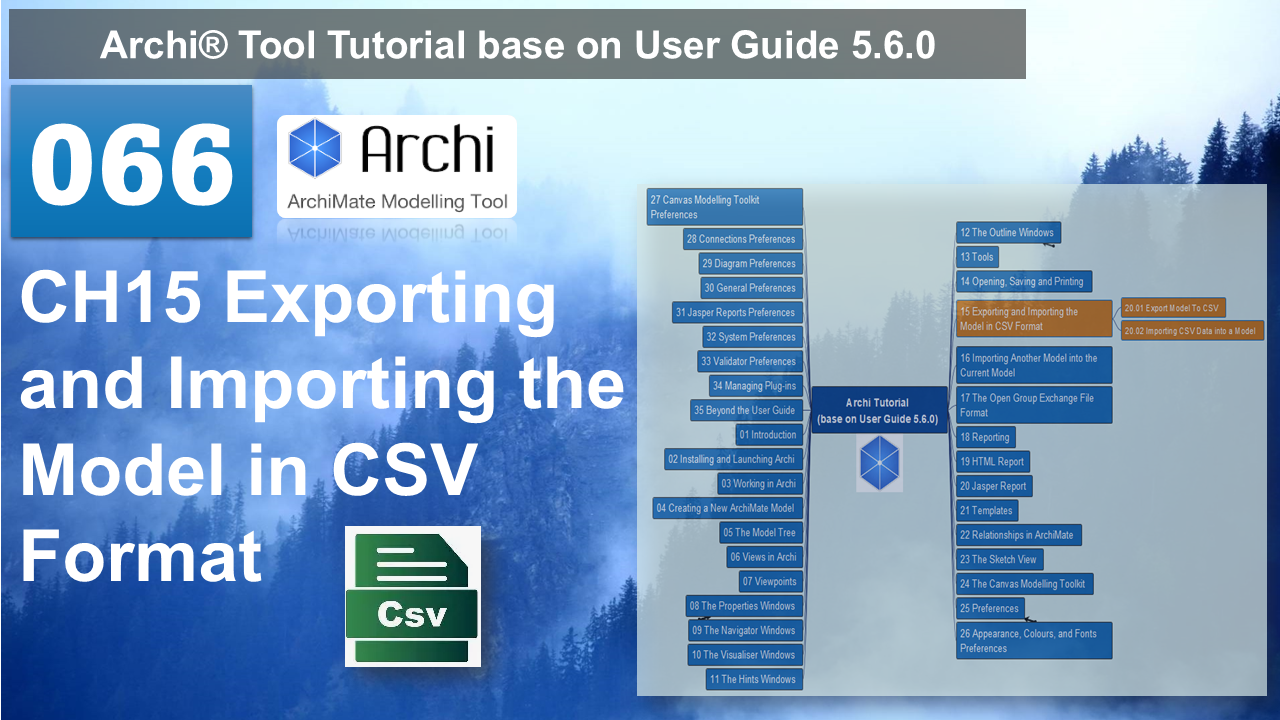 Archi® Tool Tutorial base on User Guide 5.6.0
066
Archi
ArchiMate Modelling Tool
CH15 Exporting
and Importing the
Model in CSV
Format
Csv
27 Canvas Modelling Toolkit
Preferences
28 Connections Preferences
29 Diagram Preferences
30 General Preferences
31 Jasper Reports Preferences
32 System Preferences
33 Validator Preferences
34 Managing Plug-ins
35 Beyond the User Guide
01 Introduction
02 Installing and Launching Archi
03 Working in Archi
04 Creating a New ArchiMate Model
05 The Model Tree
06 Views in Archi
07 Viewpoints
08 The Properties Windows
09 The Navigator Windows
10 The Visualiser Windows
11 The Hints Windows
Archi Tutorial
(base on User Guide 5.6.0)
12 The Outline Windows
13 Tools
14 Opening, Saving and Printing
15 Exporting and Importing the
Model in CSV Format
20.01 Export Model To CSV
20.02 Importing CSV Data into a Model
16 Importing Another Model into the
Current Model
17 The Open Group Exchange File
Format
18 Reporting
19 HTML Report
20 Jasper Report
21 Templates
22 Relationships in ArchiMate
23 The Sketch View
24 The Canvas Modelling Toolkit
25 Preferences
26 Appearance, Colours, and Fonts
Preferences